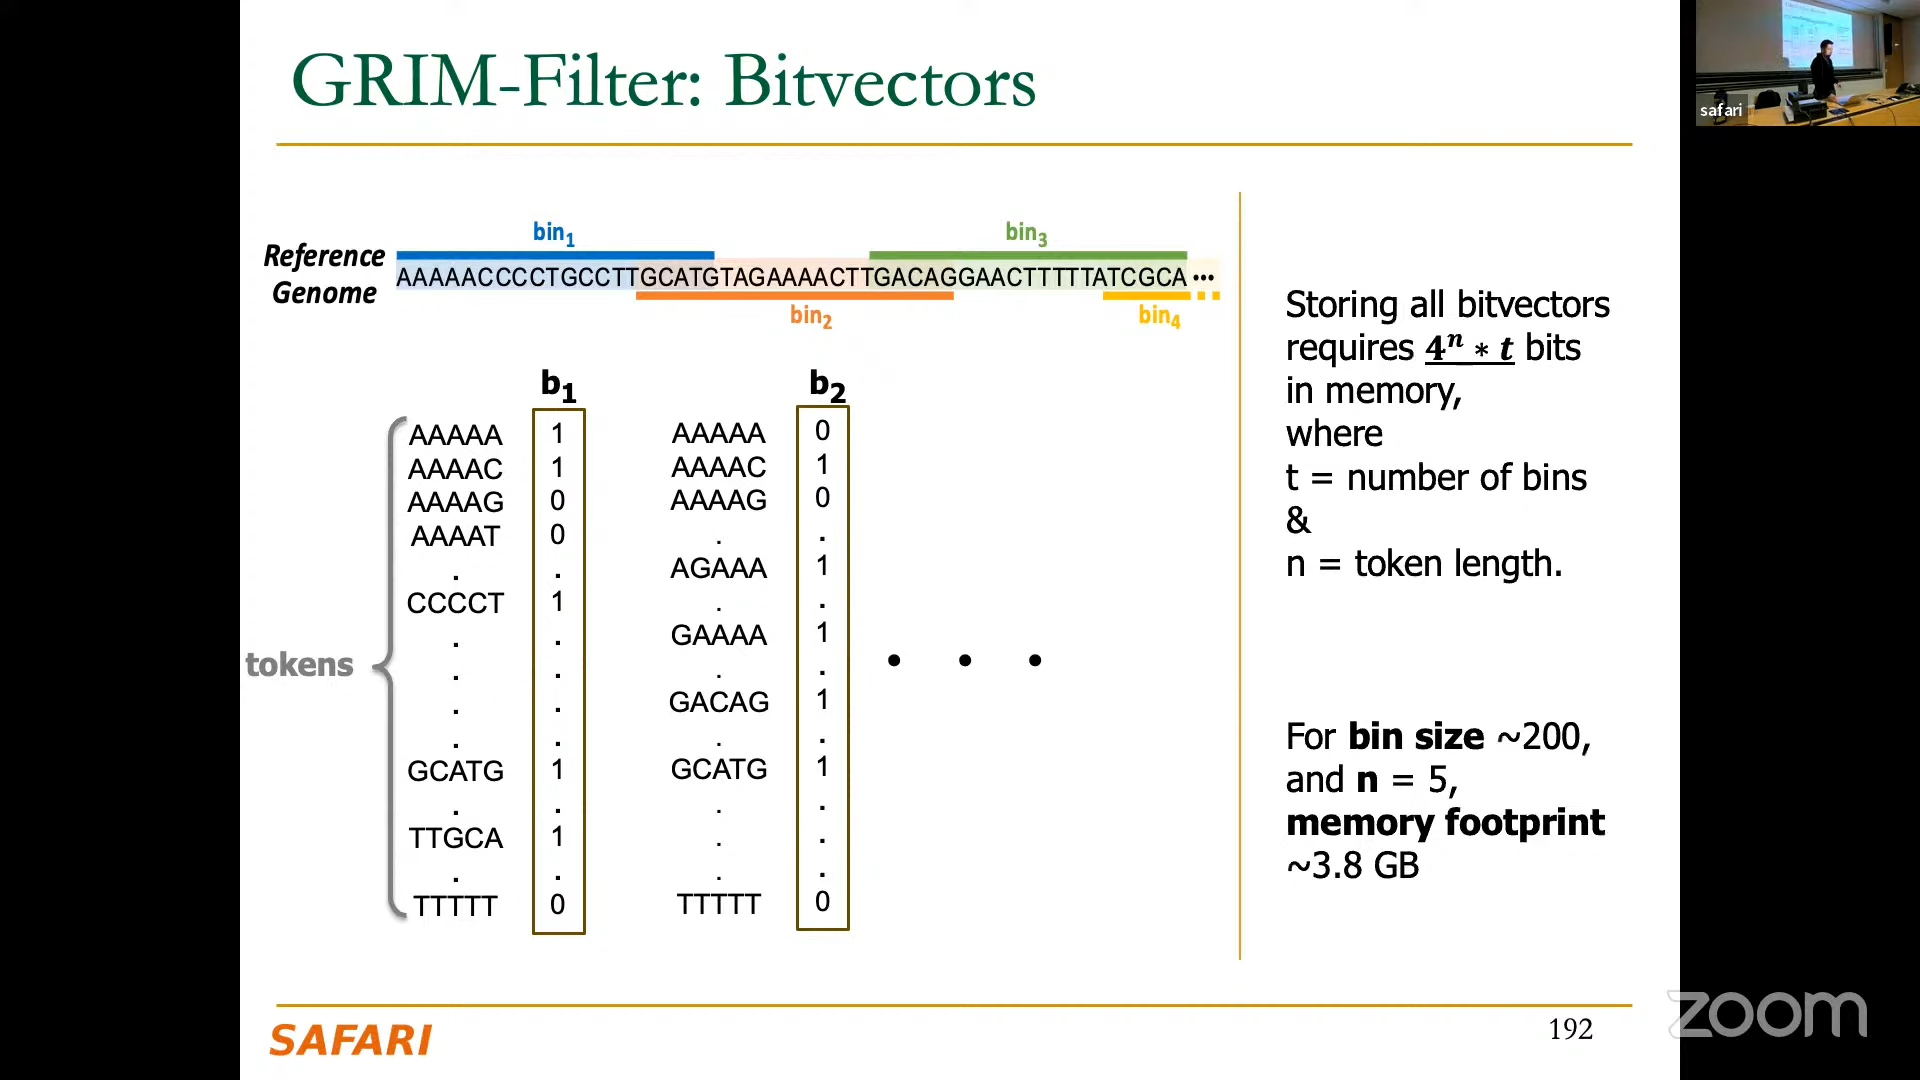 GRIM-Filter: Bitvectors
safari
bin1
bin3
Reference
Genome
AAAAACCCCTGCCTTGCATGTAGAAAACTTGACAGGAACTTTTTATCGCA ...
bin2
bin4
b1
b2
tokens
AAAAA 1 AAAAA 0
AAAAC 1 AAAAC 1
AAAAG 0 AAAAG 0
AAAAT 0 . .
. . AGAAA 1
CCCCT 1 . .
. . GAAAA 1
. . . .
. . GACAG 1
. . . .
GCATG 1 GCATG 1
. . . .
TTGCA 1 . .
. . . .
TTTTT 0 TTTTT 0
• • •
Storing all bitvectors
requires 4^n * t bits
in memory,
where
t = number of bins
&
n = token length.
For bin size ~200,
and n = 5,
memory footprint
~3.8 GB
SAFARI
192
zoom